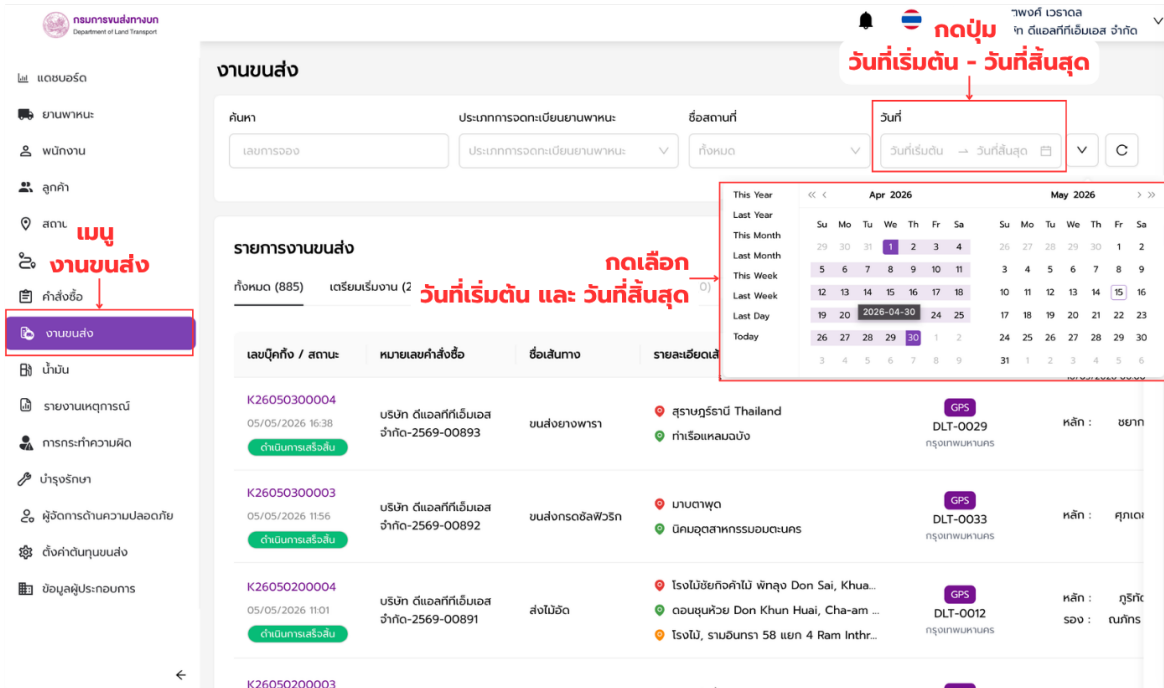 กรมการขนส่งทางบก
Department of Land Transport
เวธาดล
ดีแอลทีทีเอ็มเอส จำกัด
กดปุ่ม
วันที่เริ่มต้น - วันที่สิ้นสุด
แดชบอร์ด
ยานพาหนะ
พนักงาน
ลูกค้า
เมนู
งานขนส่ง
คำสั่งซื้อ
งานขนส่ง
น้ำมัน
รายงานเหตุการณ์
การกระทำความผิด
บำรุงรักษา
ผู้จัดการด้านความปลอดภัย
ตั้งค่าต้นทุนขนส่ง
ข้อมูลผู้ประกอบการ
งานขนส่ง
ค้นหา ประเภทการจดทะเบียนยานพาหนะ ชื่อสถานที่ วันที่
เลขการจอง ประเภทการจดทะเบียนยานพาหนะ ทั้งหมด วันที่เริ่มต้น → วันที่สิ้นสุด
This Year
Last Year
This Month
Last Month
This Week
Last Week
Last Day
Today
Apr 2026
Su Mo Tu We Th Fr Sa
29 30 31 1 2 3 4
5 6 7 8 9 10 11
12 13 14 15 16 17 18
19 20 2026-04-30 24 25
26 27 28 29 30 1 2
3 4 5 6 7 8 9
May 2026
Su Mo Tu We Th Fr Sa
26 27 28 29 30 1 2
3 4 5 6 7 8 9
10 11 12 13 14 15 16
17 18 19 20 21 22 23
24 25 26 27 28 29 30
31 1 2 3 4 5 6
กดเลือก
วันที่เริ่มต้น และ วันที่สิ้นสุด
รายการงานขนส่ง
ทั้งหมด (885) เตรียมเริ่มงาน (2 0)
เลขบุ๊คกิ้ง / สถานะ หมายเลขคำสั่งซื้อ ชื่อเส้นทาง
K26050300004
05/05/2026 16:38
ดำเนินการเสร็จสิ้น
บริษัท ดีแอลทีทีเอ็มเอส
จำกัด-2569-00893
ขนส่งยางพารา
สุราษฎร์ธานี Thailand
ท่าเรือแหลมฉบัง
GPS
DLT-0029
กรุงเทพมหานคร
หลัก :
K26050300003
05/05/2026 11:56
ดำเนินการเสร็จสิ้น
บริษัท ดีแอลทีทีเอ็มเอส
จำกัด-2569-00892
ขนส่งกรดซัลฟิวริก
มาบตาพุด
นิคมอุตสาหกรรมอมตะนคร
GPS
DLT-0033
กรุงเทพมหานคร
หลัก :
K26050200004
05/05/2026 11:01
ดำเนินการเสร็จสิ้น
บริษัท ดีแอลทีทีเอ็มเอส
จำกัด-2569-00891
ส่งไม้อัด
โรงไม้ชัยกิจค้าไม้ พัทลุง Don Sai, Khua...
ดอนขุนห้วย Don Khun Huai, Cha-am ...
โรงไม้, รามอินทรา 58 แยก 4 Ram Inthr...
GPS
DLT-0012
กรุงเทพมหานคร
หลัก :
รอง : ณภัทร
K26050200003